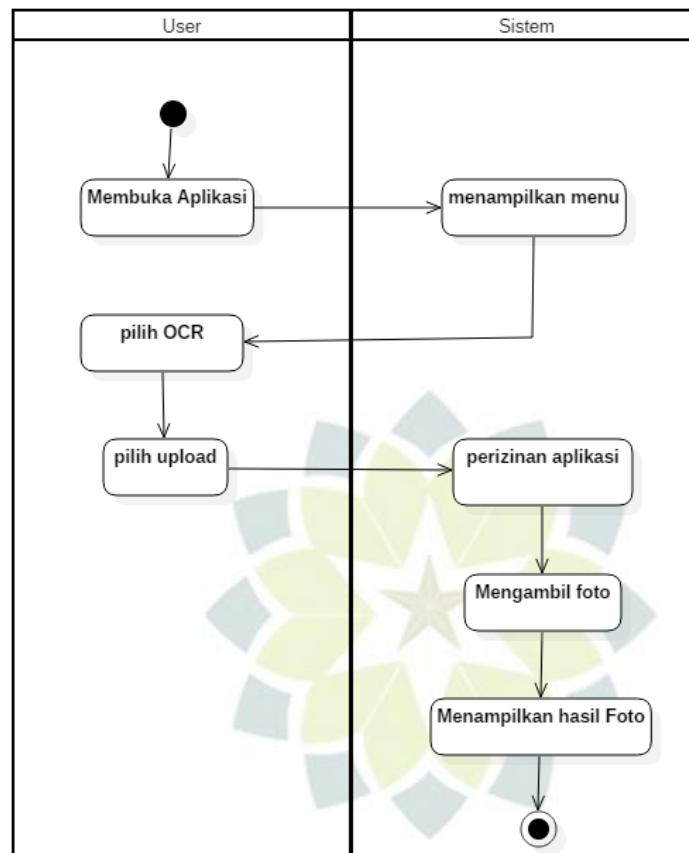 User
Sistem
Membuka Aplikasi
menampilkan menu
pilih OCR
pilih upload
perizinan aplikasi
Mengambil foto
Menampilkan hasil Foto